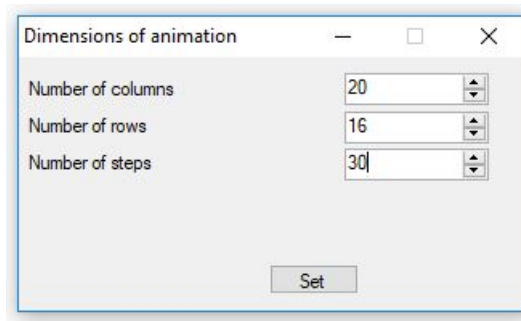 Dimensions of animation
Number of columns 20
Number of rows 16
Number of steps 30
Set